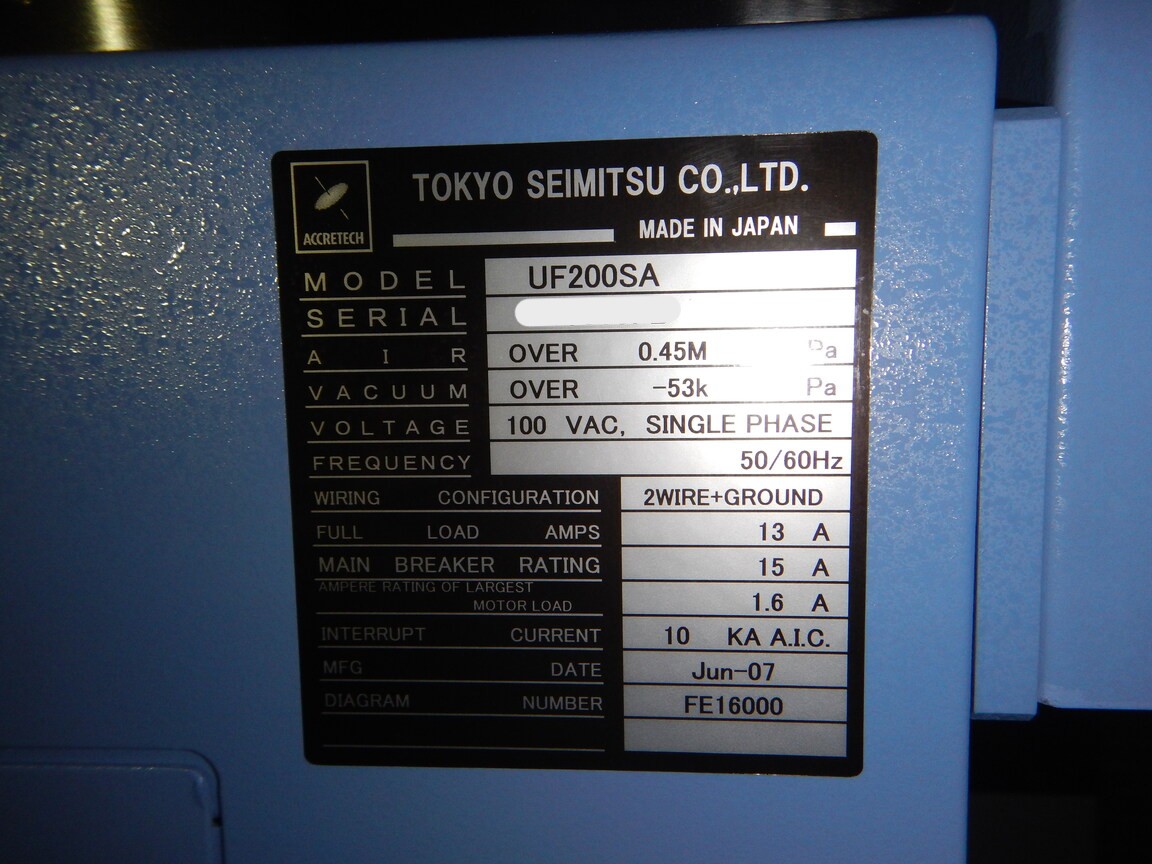 ACCRETECH
TOKYO SEIMITSU CO.,LTD.
MADE IN JAPAN
MODEL UF200SA
SERIAL
AIR OVER 0.45M Pa
VACUUM OVER -53k Pa
VOLTAGE 100 VAC, SINGLE PHASE
FREQUENCY 50/60Hz
WIRING CONFIGURATION 2WIRE+GROUND
FULL LOAD AMPS 13 A
MAIN BREAKER RATING 15 A
AMPERE RATING OF LARGEST
MOTOR LOAD 1.6 A
INTERRUPT CURRENT 10 KA A.I.C.
MFG DATE Jun-07
DIAGRAM NUMBER FE16000